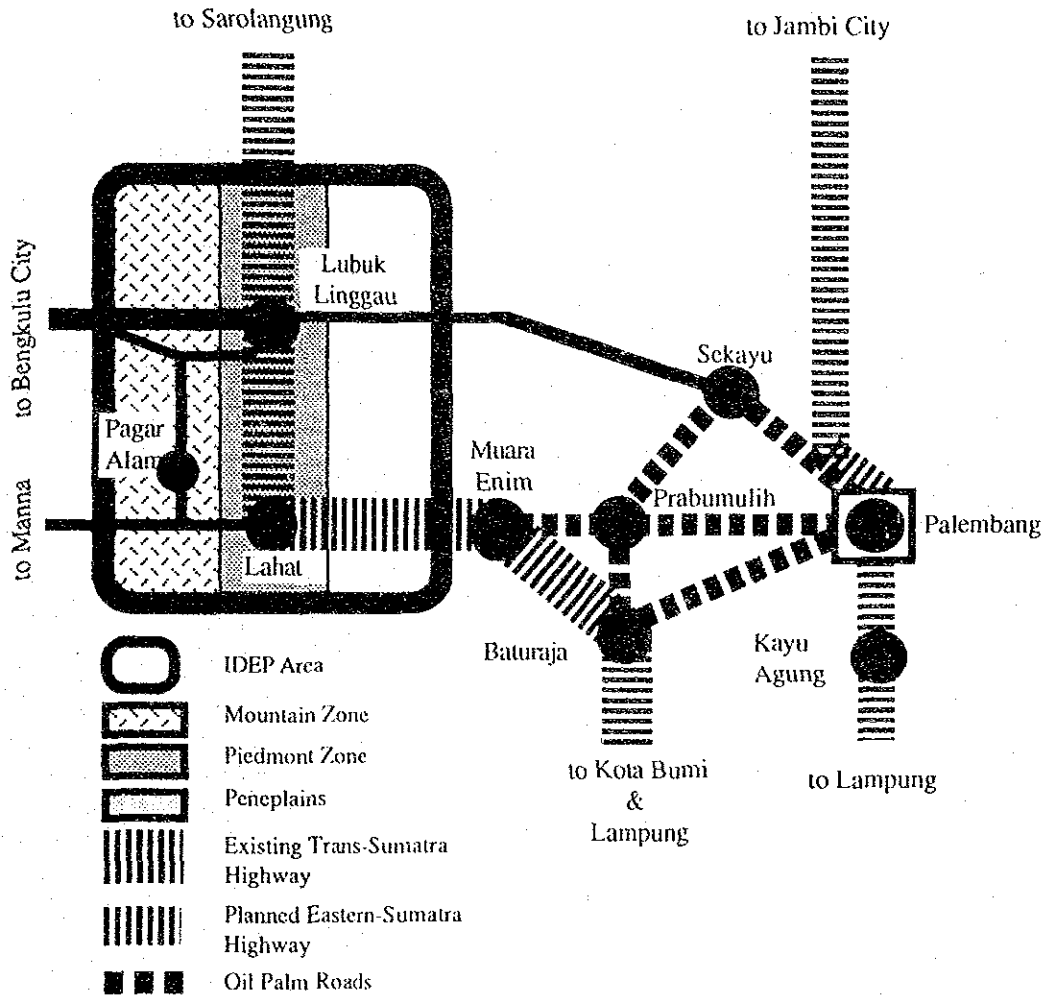 to Sarolangung
to Jambi City
to Bengkulu City
Lubuk
Linggau
Sekayu
Pagar
Alam
Muara
Enim
Prabumulih
Palembang
to Manna
Lahat
Baturaja
Kayu
Agung
IDEP Area
Mountain Zone
Piedmont Zone
to Kota Bumi
&
Lampung
to Lampung
Peneplains
Existing Trans-Sumatra
Highway
Planned Eastern-Sumatra
Highway
Oil Palm Roads